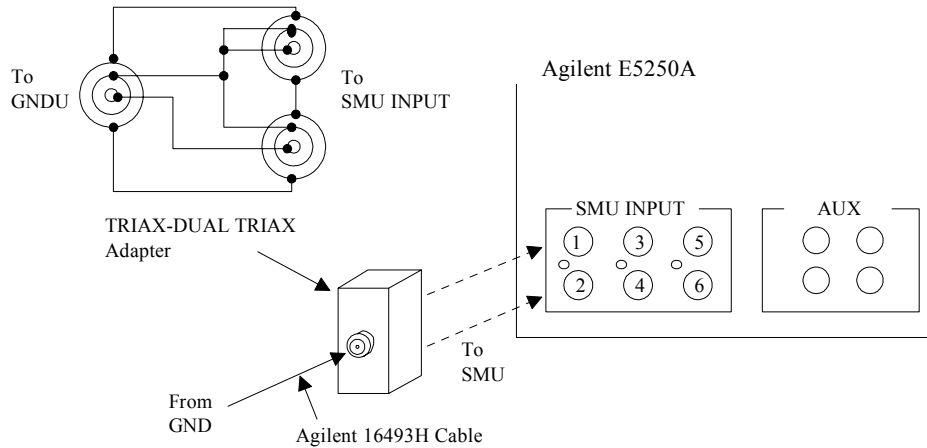 To
GNDU
To
SMU INPUT
Agilent E5250A
TRIAX-DUAL TRIAX
Adapter
SMU INPUT
AUX
1
3
5
2
4
6
To
SMU
From
GND
Agilent 16493H Cable